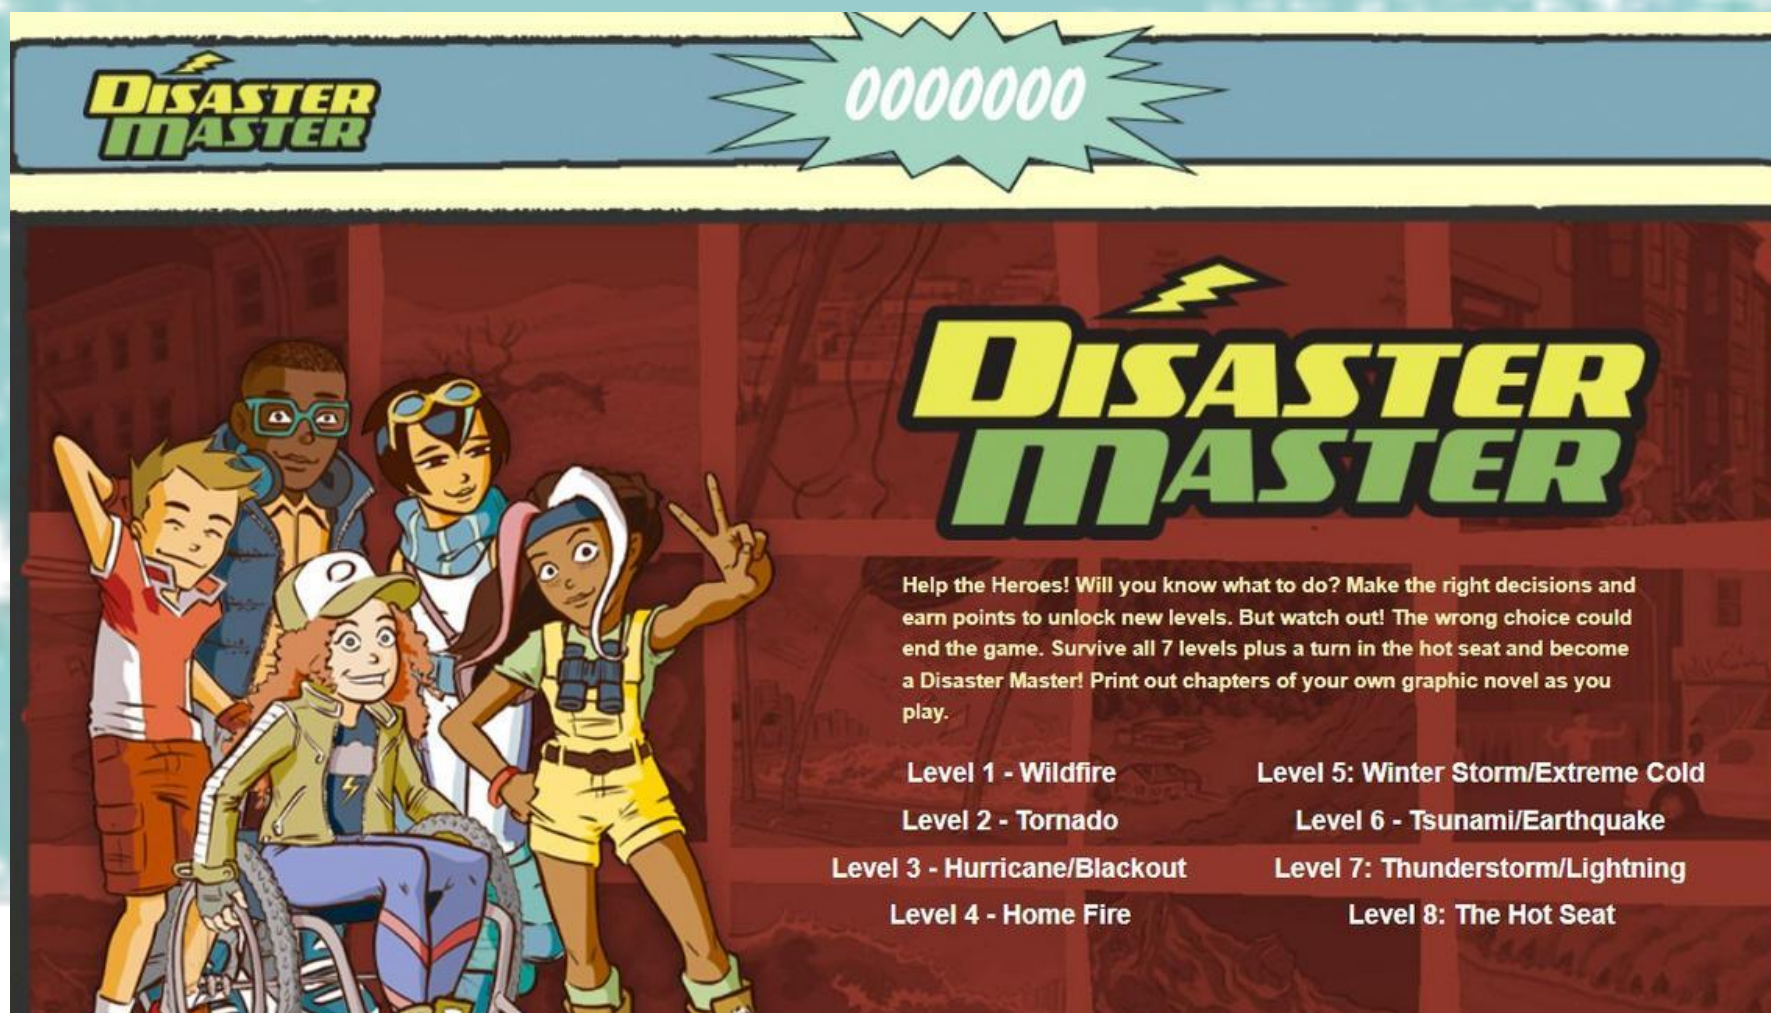 DISASTER
MASTER
0000000
DISASTER
MASTER
Help the Heroes! Will you know what to do? Make the right decisions and
earn points to unlock new levels. But watch out! The wrong choice could
end the game. Survive all 7 levels plus a turn in the hot seat and become
a Disaster Master! Print out chapters of your own graphic novel as you
play.
Level 1 - Wildfire
Level 2 - Tornado
Level 3 - Hurricane/Blackout
Level 4 - Home Fire
Level 5: Winter Storm/Extreme Cold
Level 6 - Tsunami/Earthquake
Level 7: Thunderstorm/Lightning
Level 8: The Hot Seat